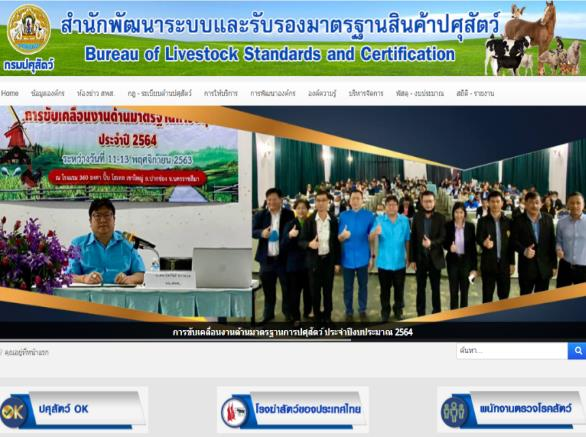 สำนักพัฒนาระบบและรับรองมาตรฐานสินค้าปศุสัตว์
Bureau of Livestock Standards and Certification
กรมปศุสัตว์
Home ข้อมูลองค์กร ห้องข่าว สพส. กฎ - ระเบียบด้านปศุสัตว์ การให้บริการ การพัฒนาองค์กร องค์ความรู้ บริหารจัดการ พัสดุ - งบประมาณ สถิติ - รายงาน
การขับเคลื่อนงานด้านมาตรฐานการ
ประจำปี 2564
ระหว่างวันที่ 11-13 พฤศจิกายน 2563
การขับเคลื่อนงานด้านมาตรฐานการปศุสัตว์ ประจำปีงบประมาณ 2564
/ คุณอยู่ที่หน้าแรก
ค้นหา...
OK ปศุสัตว์ OK
โรงฆ่าสัตว์ของประเทศไทย
พนักงานตรวจโรคสัตว์